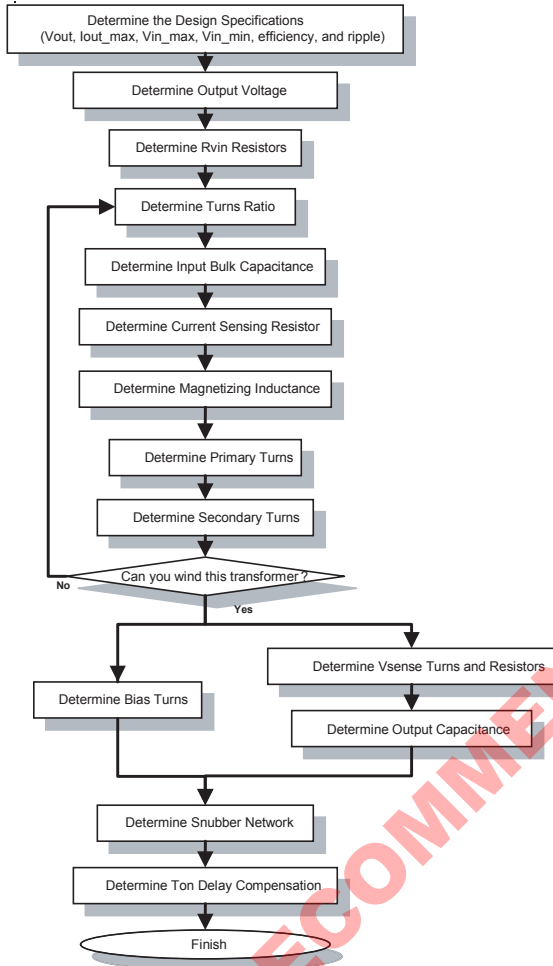 Determine the Design Specifications
(Vout, Iout_max, Vin_max, Vin_min, efficiency, and ripple)
Determine Output Voltage
Determine Rvin Resistors
Determine Turns Ratio
Determine Input Bulk Capacitance
Determine Current Sensing Resistor
Determine Magnetizing Inductance
Determine Primary Turns
Determine Secondary Turns
Can you wind this transformer?
No
Yes
Determine Vsense Turns and Resistors
Determine Bias Turns
Determine Output Capacitance
Determine Snubber Network
Determine Ton Delay Compensation
Finish
ECOMME